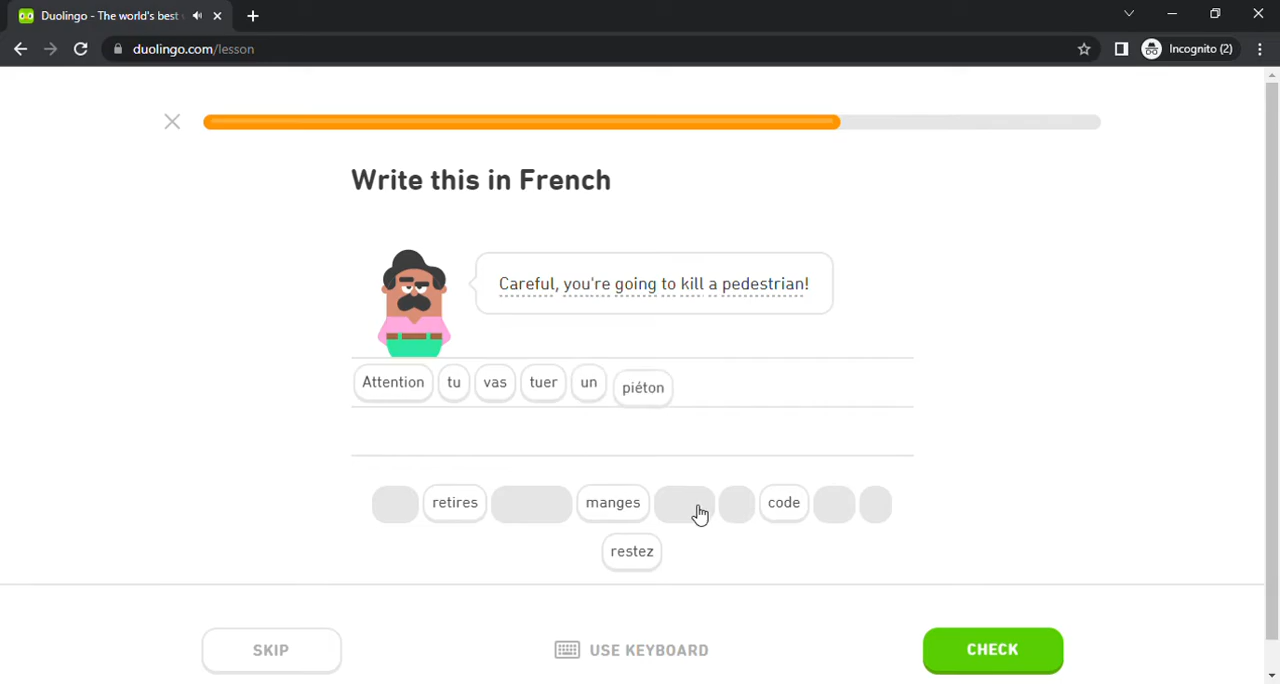 Duolingo - The world's best
duolingo.com/lesson
Incognito (2)
Write this in French
Careful, you're going to kill a pedestrian!
Attention tu vas tuer un piéton
retires manges code
restez
SKIP
USE KEYBOARD
CHECK